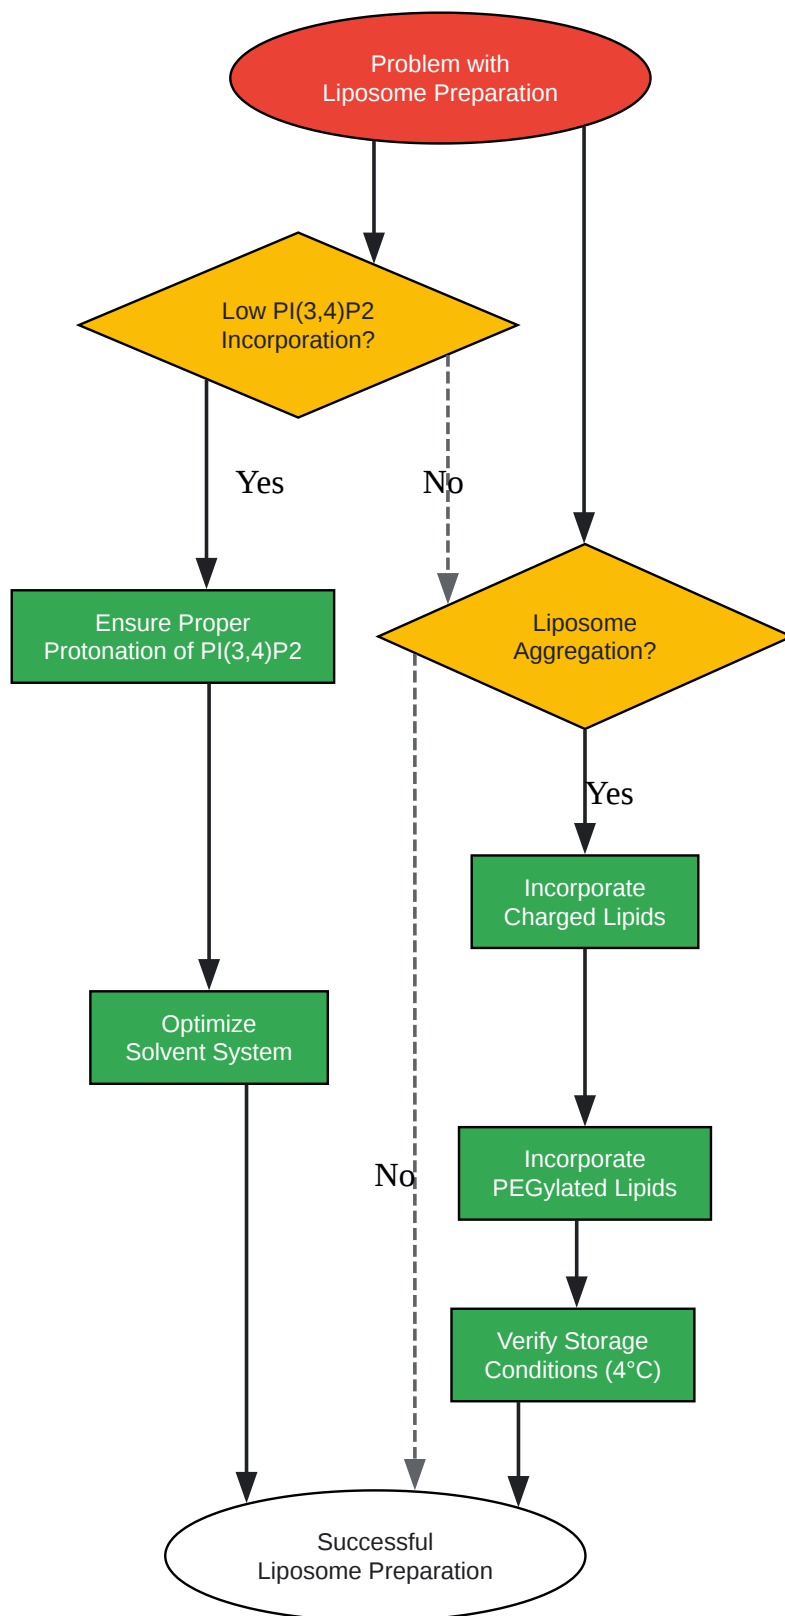 Problem with
Liposome Preparation
Low PI(3,4)P2
Incorporation?
Yes
No
Ensure Proper
Protonation of PI(3,4)P2
Liposome
Aggregation?
Yes
Incorporate
Charged Lipids
Optimize
Solvent System
Incorporate
PEGylated Lipids
No
Verify Storage
Conditions (4°C)
Successful
Liposome Preparation